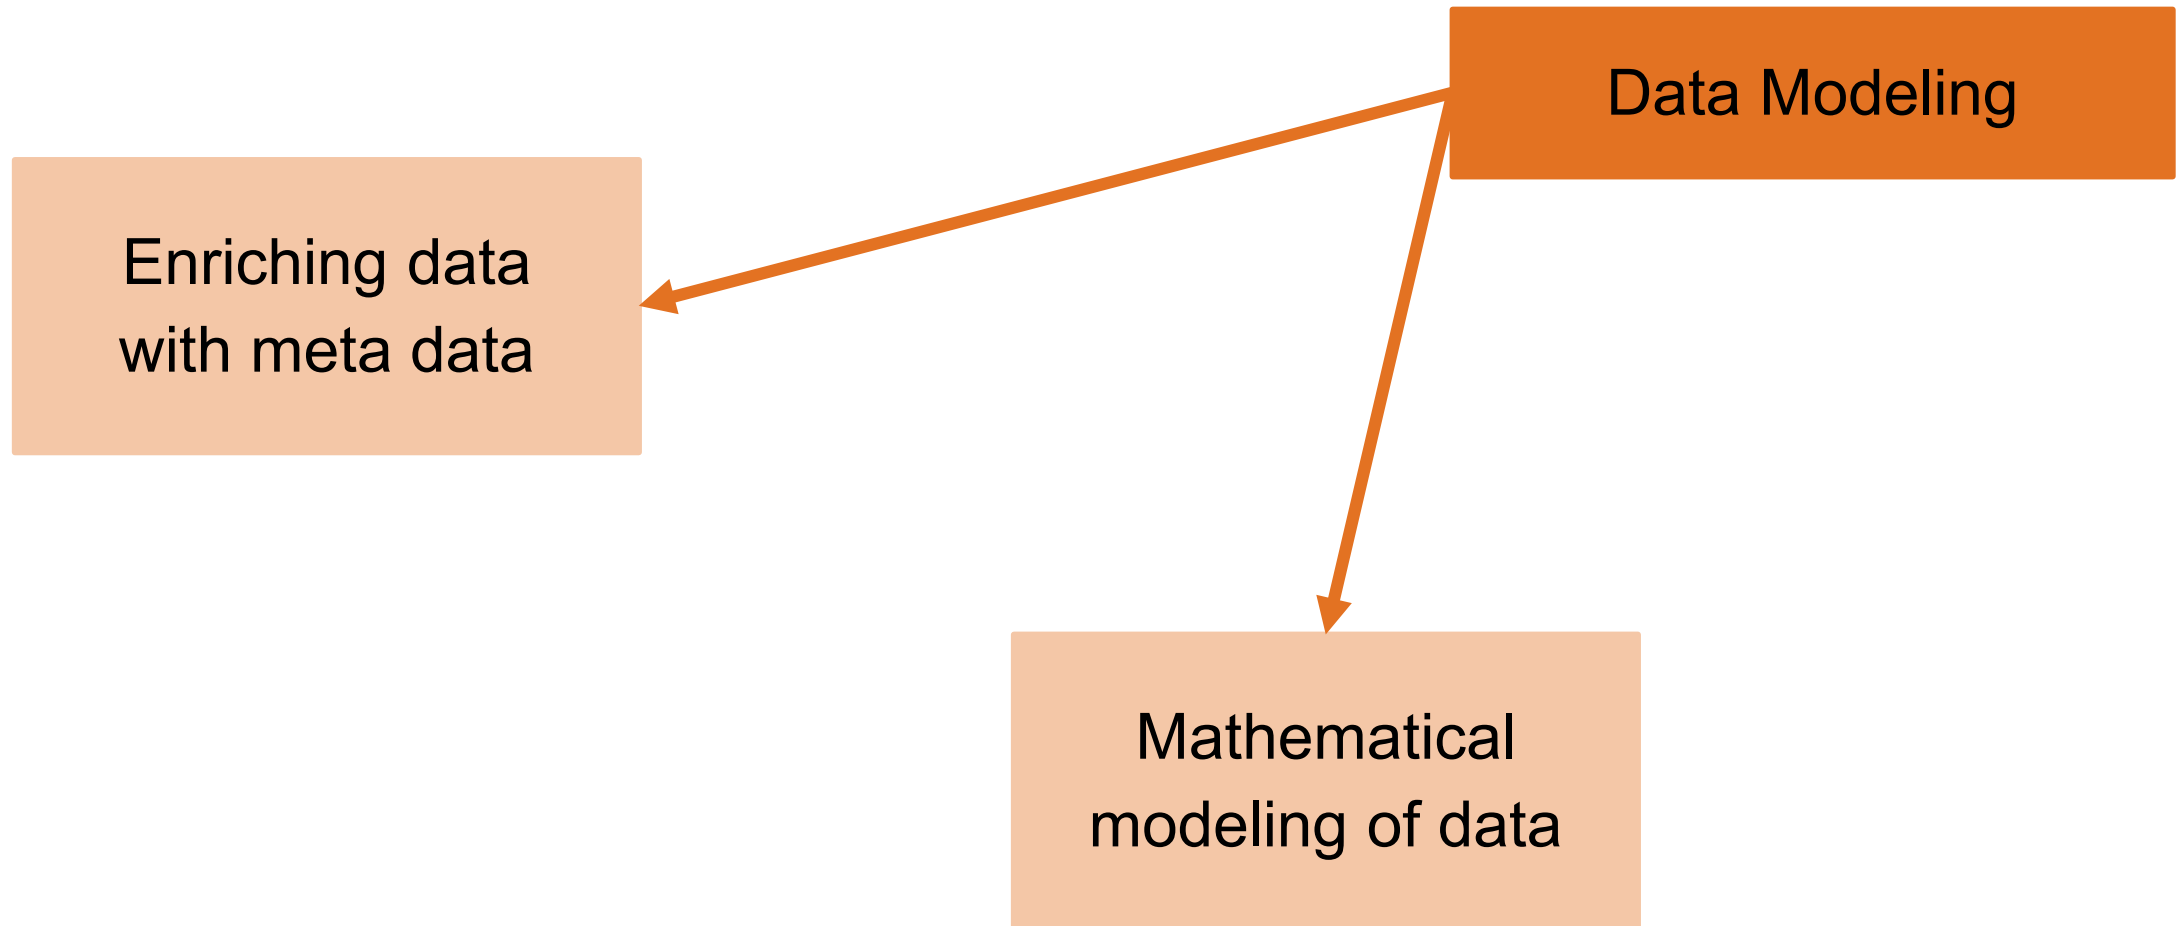 Data Modeling
Enriching data
with meta data
Mathematical
modeling of data